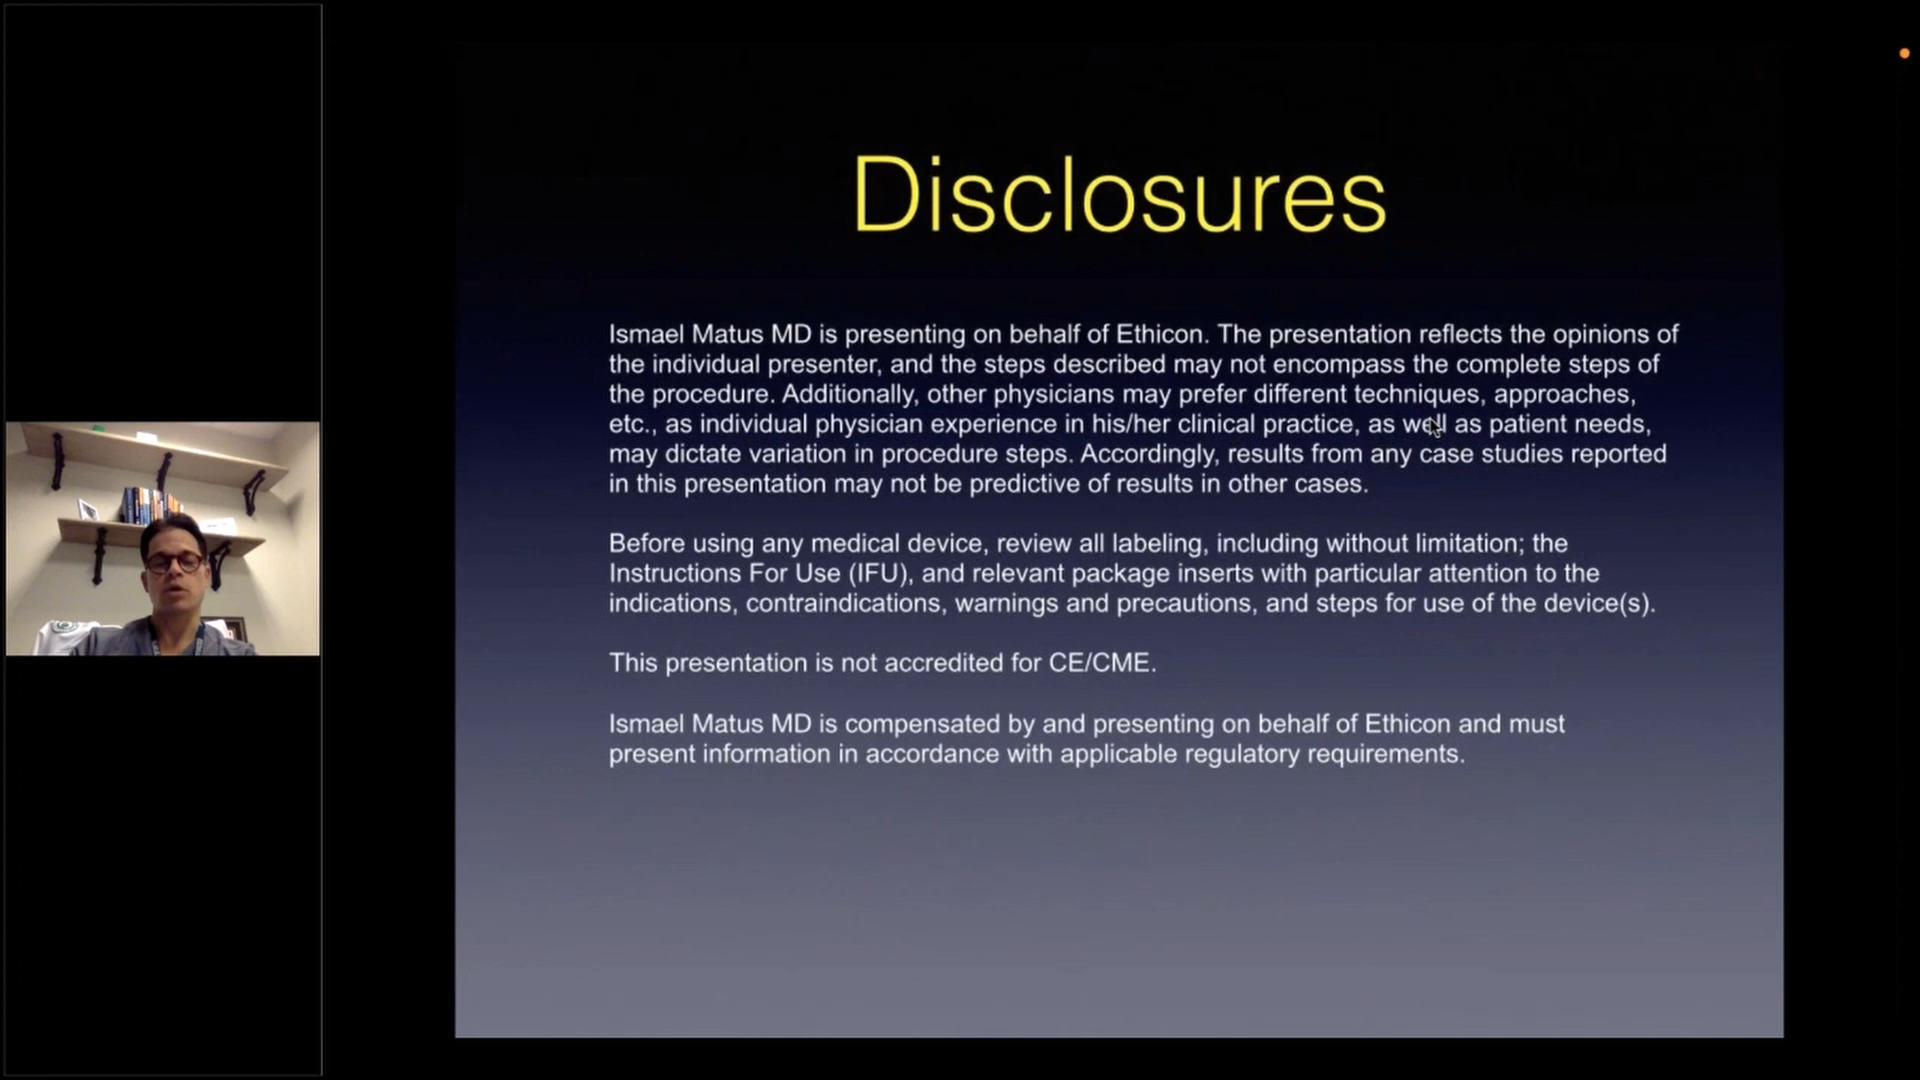 Disclosures
Ismael Matus MD is presenting on behalf of Ethicon. The presentation reflects the opinions of
the individual presenter, and the steps described may not encompass the complete steps of
the procedure. Additionally, other physicians may prefer different techniques, approaches,
etc., as individual physician experience in his/her clinical practice, as well as patient needs,
may dictate variation in procedure steps. Accordingly, results from any case studies reported
in this presentation may not be predictive of results in other cases.
Before using any medical device, review all labeling, including without limitation; the
Instructions For Use (IFU), and relevant package inserts with particular attention to the
indications, contraindications, warnings and precautions, and steps for use of the device(s).
This presentation is not accredited for CE/CME.
Ismael Matus MD is compensated by and presenting on behalf of Ethicon and must
present information in accordance with applicable regulatory requirements.